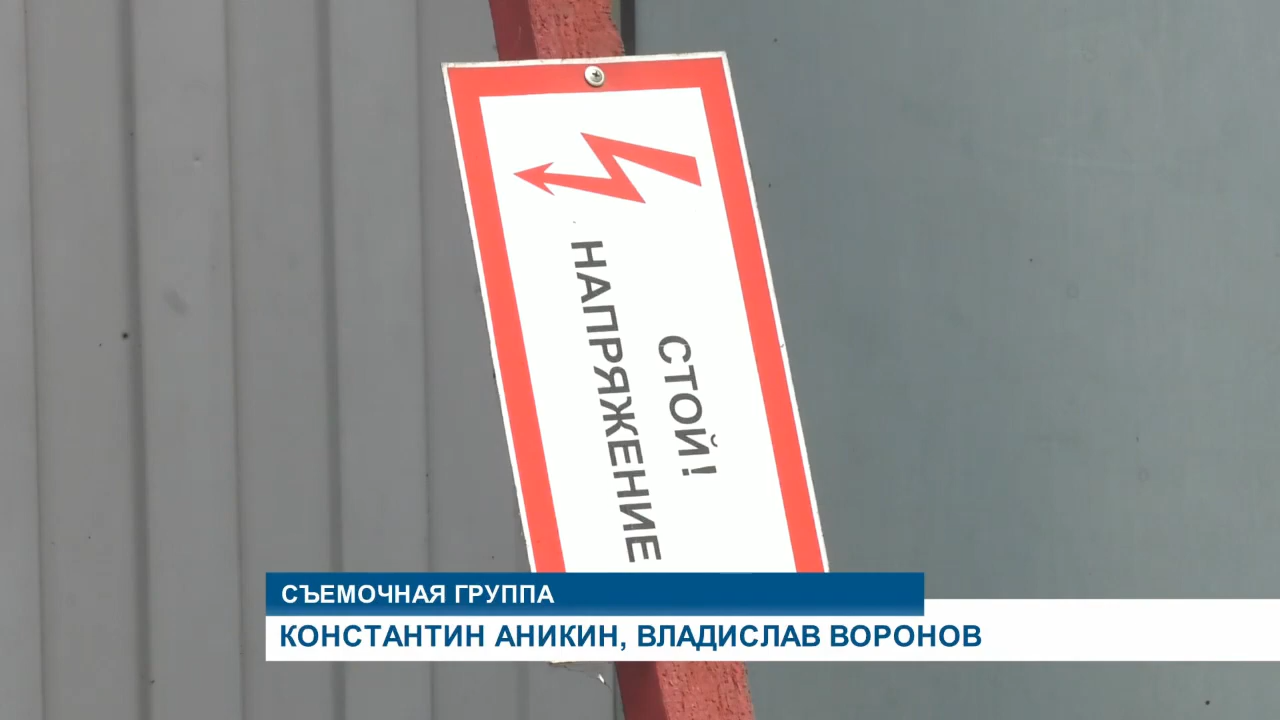 СТОЙ!
НАПРЯЖЕНИЕ
СЪЕМОЧНАЯ ГРУППА
КОНСТАНТИН АНИКИН, ВЛАДИСЛАВ ВОРОНОВ